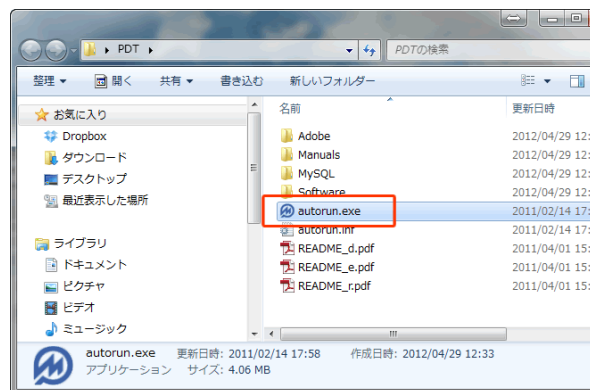 PDT
PDTの検索
整理 開く 共有 書き込む 新しいフォルダー
お気に入り
Dropbox
ダウンロード
デスクトップ
最近表示した場所
ライブラリ
ドキュメント
ピクチャ
ビデオ
ミュージック
名前 更新日時
Adobe 2012/04/29 12:
Manuals 2012/04/29 12:
MySQL 2012/04/29 12:
Software 2012/04/29 12:
autorun.exe 2011/02/14 17:
autorun.inf 2011/02/14 17:
README_d.pdf 2011/04/01 15:
README_e.pdf 2011/04/01 15:
README_r.pdf 2011/04/01 15:
autorun.exe 更新日時: 2011/02/14 17:58 作成日時: 2012/04/29 12:33
アプリケーション サイズ: 4.06 MB